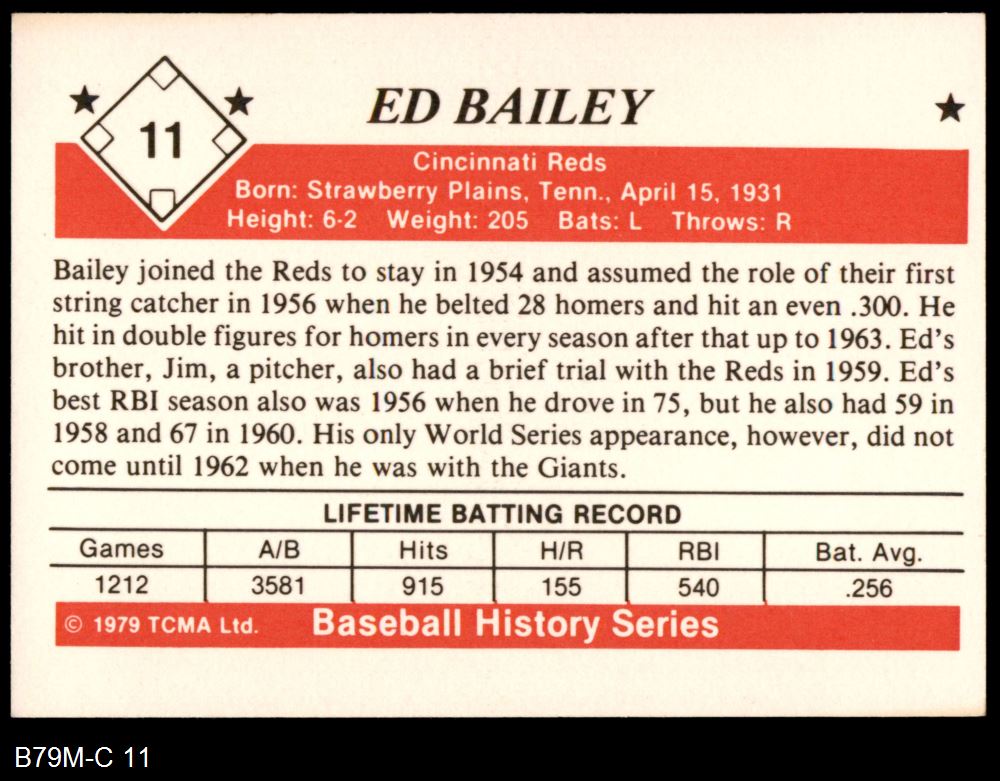 11
ED BAILEY
Cincinnati Reds
Born: Strawberry Plains, Tenn., April 15, 1931
Height: 6-2 Weight: 205 Bats: L Throws: R
Bailey joined the Reds to stay in 1954 and assumed the role of their first
string catcher in 1956 when he belted 28 homers and hit an even .300. He
hit in double figures for homers in every season after that up to 1963. Ed's
brother, Jim, a pitcher, also had a brief trial with the Reds in 1959. Ed's
best RBI season also was 1956 when he drove in 75, but he also had 59 in
1958 and 67 in 1960. His only World Series appearance, however, did not
come until 1962 when he was with the Giants.
LIFETIME BATTING RECORD
Games A/B Hits H/R RBI Bat. Avg.
1212 3581 915 155 540 .256
© 1979 TCMA Ltd. Baseball History Series
B79M-C 11